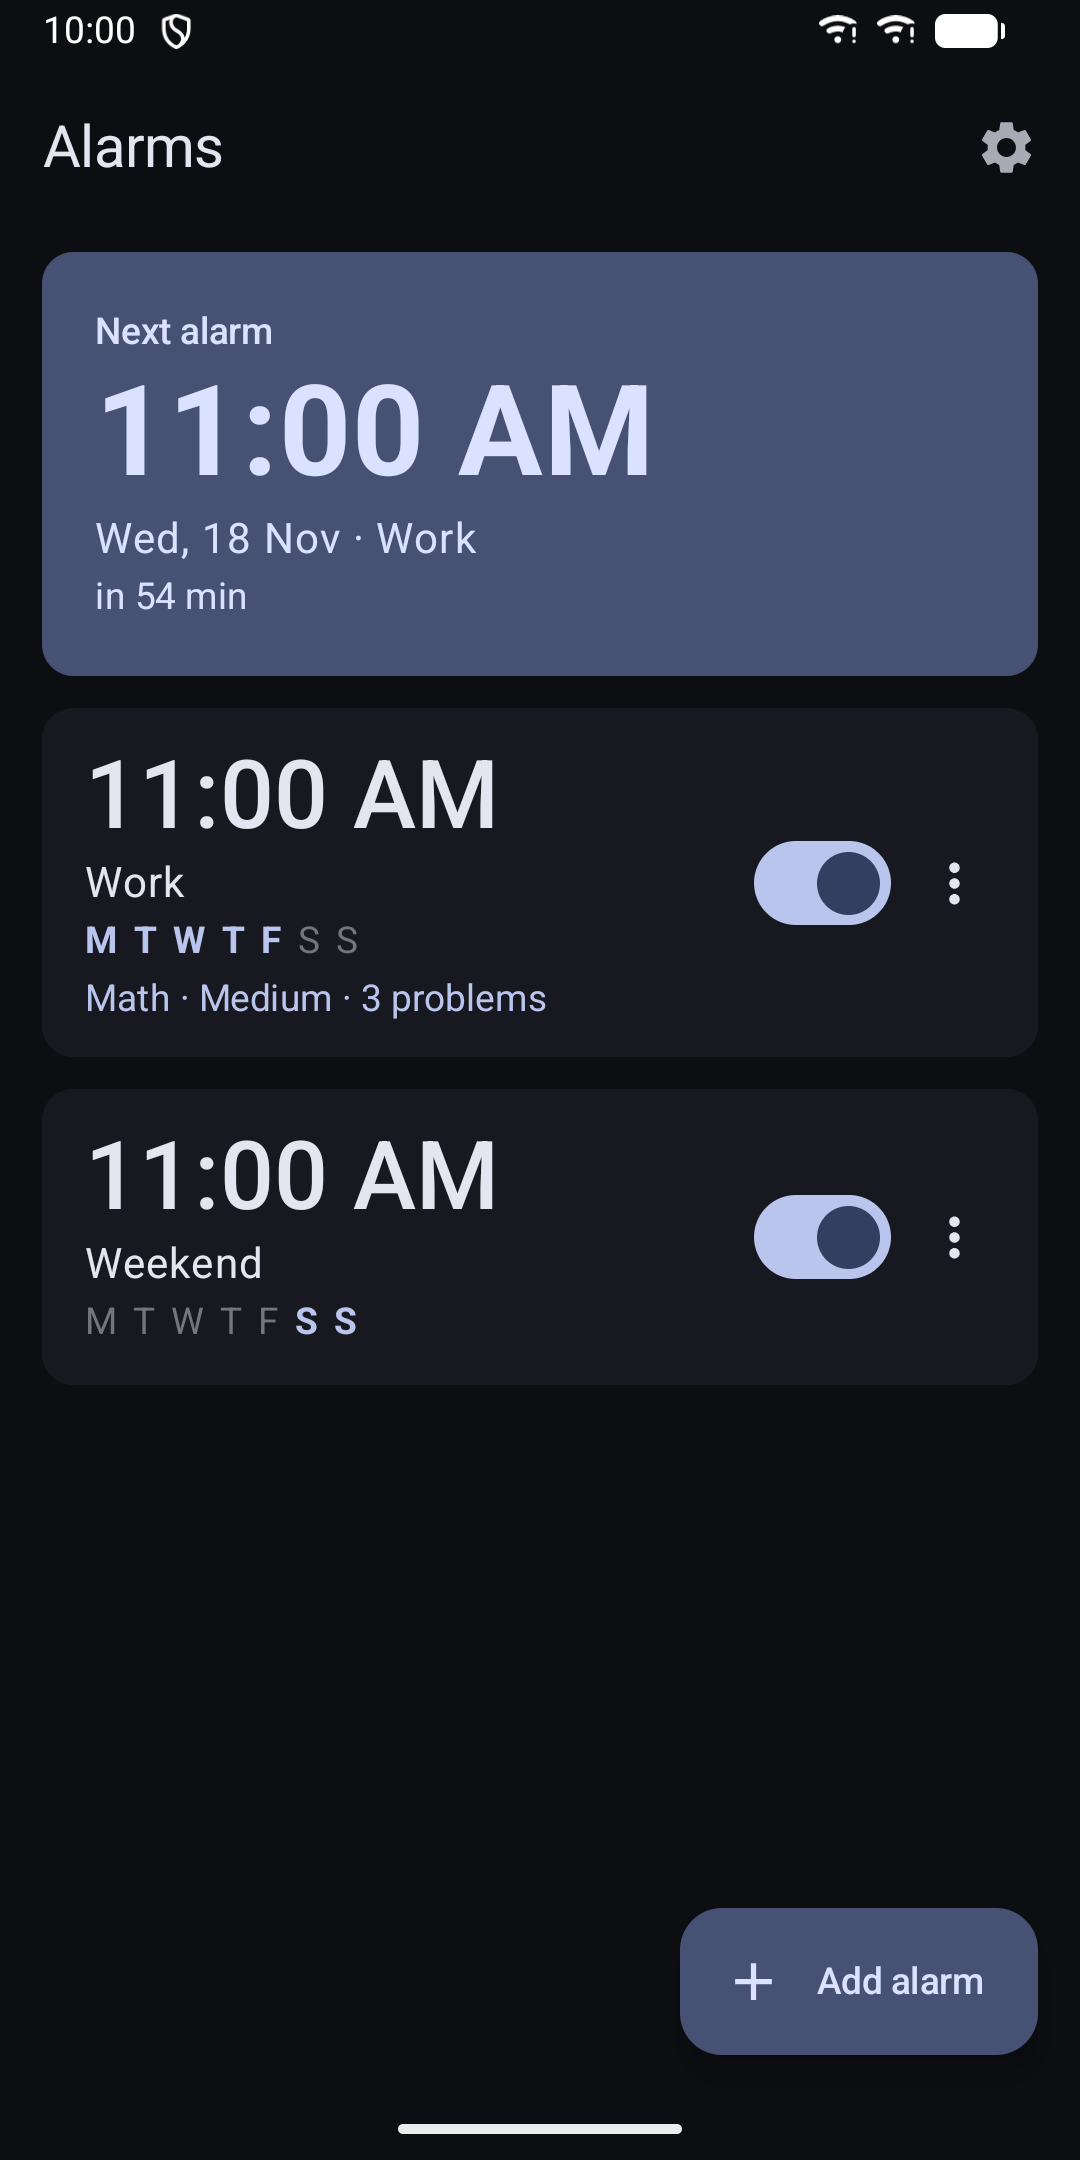 10:00
Alarms
Next alarm
11:00 AM
Wed, 18 Nov · Work
in 54 min
11:00 AM
Work
M T W T F S S
Math · Medium · 3 problems
11:00 AM
Weekend
M T W T F S S
Add alarm